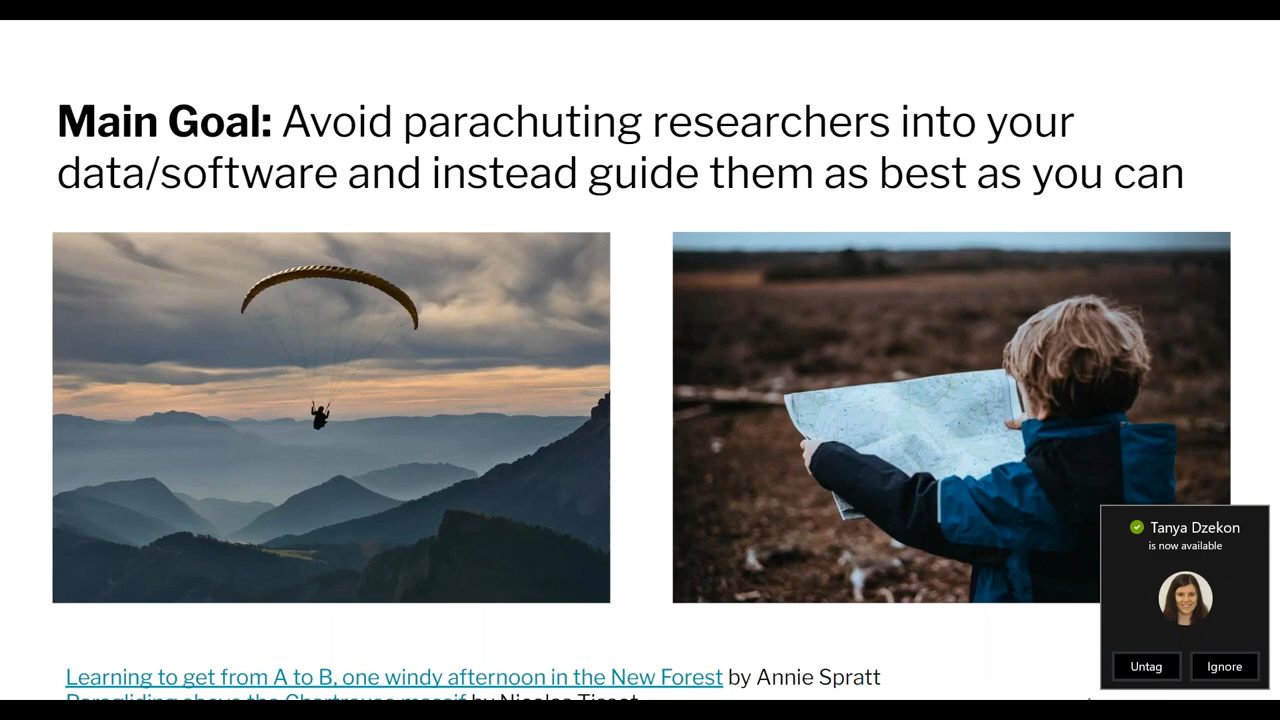 Main Goal: Avoid parachuting researchers into your
data/software and instead guide them as best as you can
Tanya Dzekon
is now available
Untag
Ignore
Learning to get from A to B, one windy afternoon in the New Forest by Annie Spratt
Paragliding above the Chartreuse massif by Nicolas Tissot